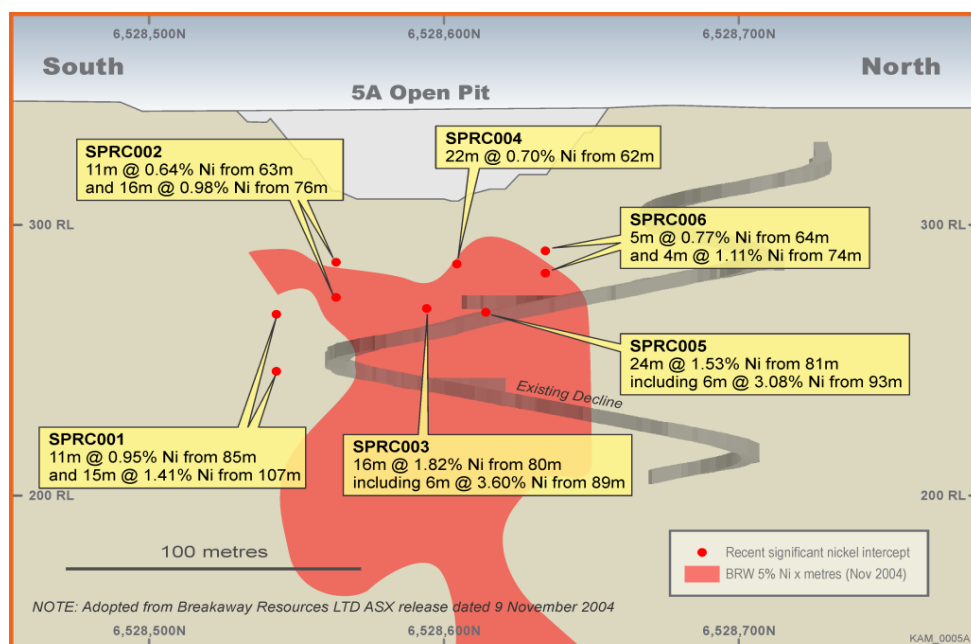 6,528,500N
6,528,600N
6,528,700N
South
North
5A Open Pit
SPRC002
11m @ 0.64% Ni from 63m
and 16m @ 0.98% Ni from 76m
SPRC004
22m @ 0.70% Ni from 62m
300 RL
300 RL
SPRC006
5m @ 0.77% Ni from 64m
and 4m @ 1.11% Ni from 74m
SPRC005
24m @ 1.53% Ni from 81m
including 6m @ 3.08% Ni from 93m
Existing Decline
SPRC001
11m @ 0.95% Ni from 85m
and 15m @ 1.41% Ni from 107m
SPRC003
16m @ 1.82% Ni from 80m
including 6m @ 3.60% Ni from 89m
200 RL
200 RL
100 metres
Recent significant nickel intercept
BRW 5% Ni x metres (Nov 2004)
NOTE: Adopted from Breakaway Resources LTD ASX release dated 9 November 2004
6,528,500N
6,528,600N
6,528,700N
KAM_0005A